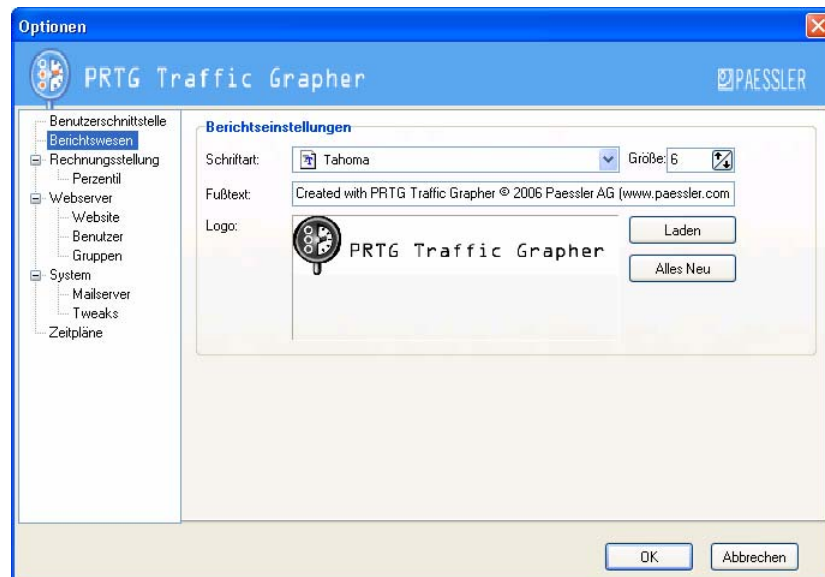 Optionen
PRTG Traffic Grapher
PAESSLER
Benutzerschnittstelle
Berichtswesen
Rechnungsstellung
Perzentil
Webserver
Website
Benutzer
Gruppen
System
Mailserver
Tweaks
Zeitpläne
Berichtseinstellungen
Schriftart: Tahoma Größe: 6
Fußtext: Created with PRTG Traffic Grapher © 2006 Paessler AG (www.paessler.com
Logo: PRTG Traffic Grapher
Laden
Alles Neu
OK Abbrechen